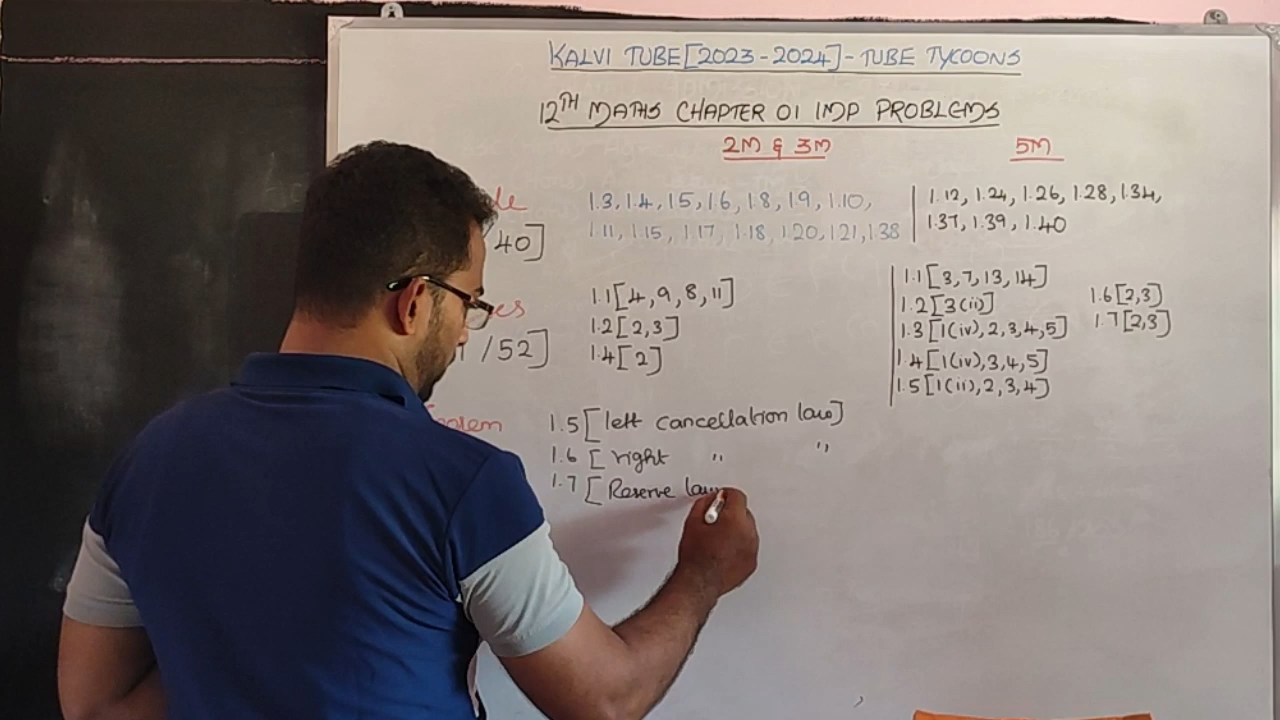 KALVI TUBE[2023-2024]-TUBE TYCOONS
12TH MATHS CHAPTER 01 IMP PROBLEMS
2M & 3M 5M
1.3, 1.4, 1.5, 1.6, 1.8, 1.9, 1.10,
1.11, 1.15, 1.17, 1.18, 1.20, 1.21, 1.38
1.12, 1.24, 1.26, 1.28, 1.34,
1.37, 1.39, 1.40
40]
1.1[4, 9, 8, 11]
1.2[2,3]
1.4[2]
/52]
1.1[3, 7, 13, 14]
1.2[3(ii)]
1.3[1(iv),2,3,4,5]
1.4[1(iv),3,4,5]
1.5[1(ii),2,3,4]
1.6[2,3]
1.7[2,3]
1.5[left cancellation law]
1.6 [right " "
1.7 [Reserve law